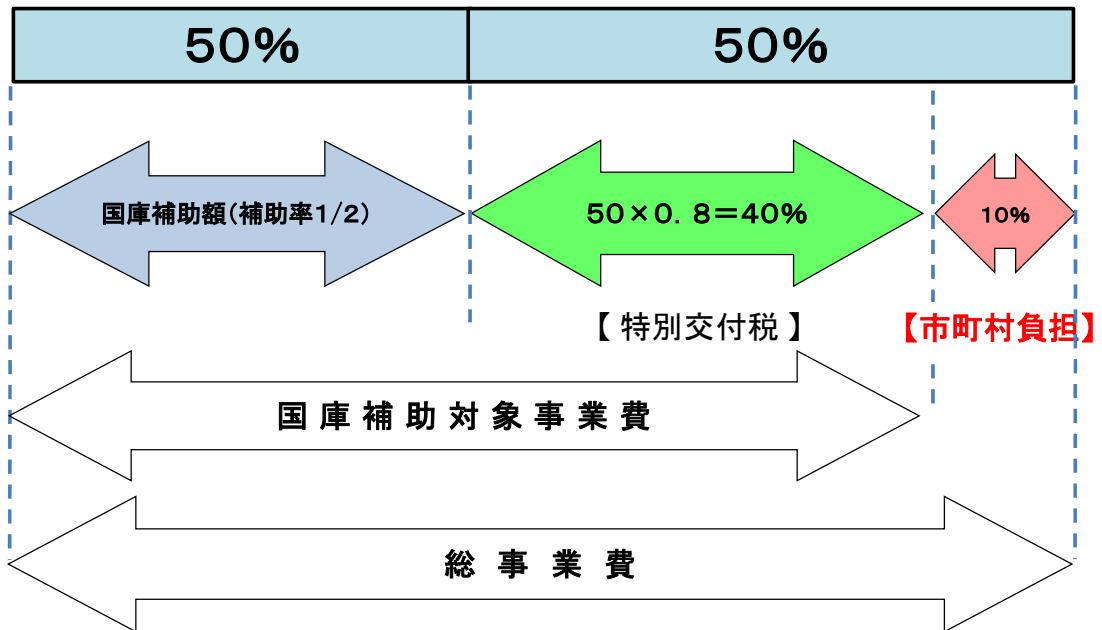 50%
50%
国庫補助額(補助率1/2)
50×0.8=40%
10%
【 特別交付税 】
【市町村負担】
国庫補助対象事業費
総事業費